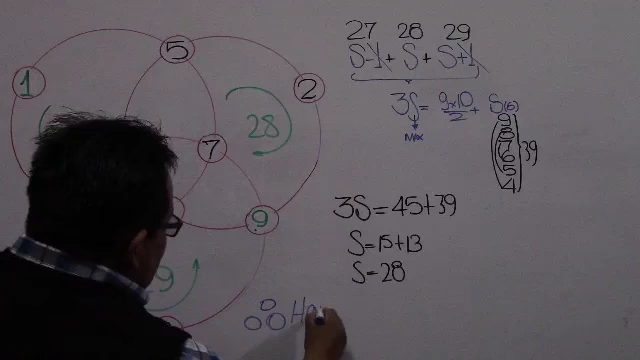 27 28 29
S-1 + S + S+1
3S = 9x10/2 + S(6)
MAX
9
8
7
6
5
4
39
3S = 45+39
S = 15+13
S = 28
5
1
2
28
7
9
9